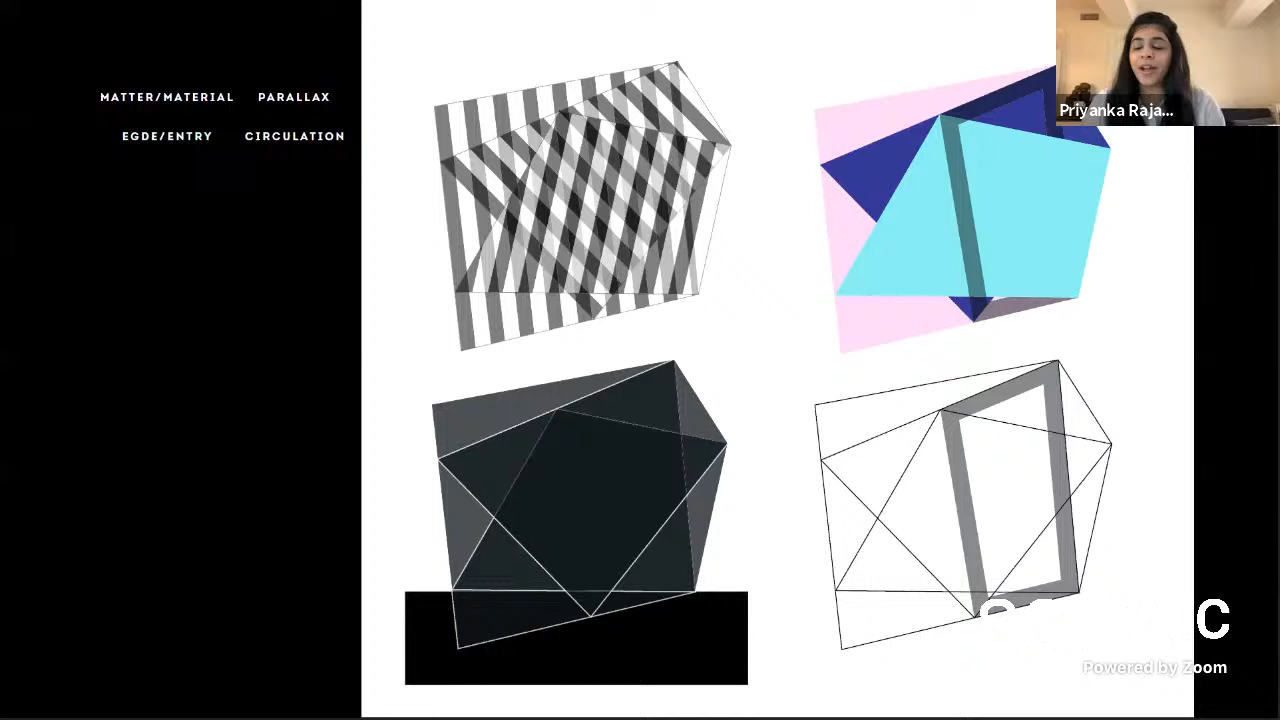 MATTER/MATERIAL PARALLAX
EGDE/ENTRY CIRCULATION
Priyanka Raja...
Powered by Zoom